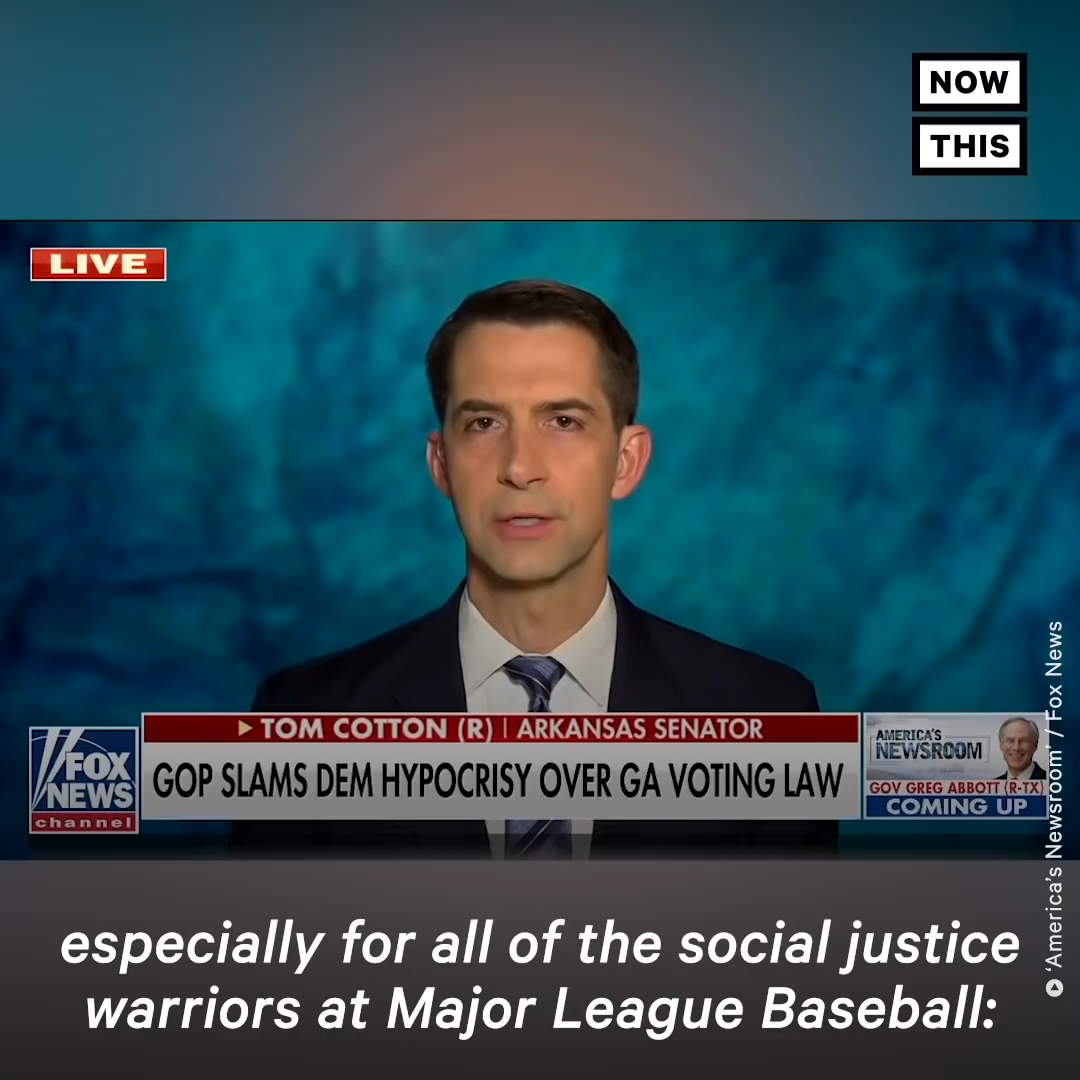 NOW
THIS
LIVE
TOM COTTON (R) | ARKANSAS SENATOR
GOP SLAMS DEM HYPOCRISY OVER GA VOTING LAW
FOX
NEWS
channel
AMERICA'S
NEWSROOM
GOV GREG ABBOTT (R-TX)
COMING UP
'America's Newsroom' / Fox News
especially for all of the social justice
warriors at Major League Baseball: